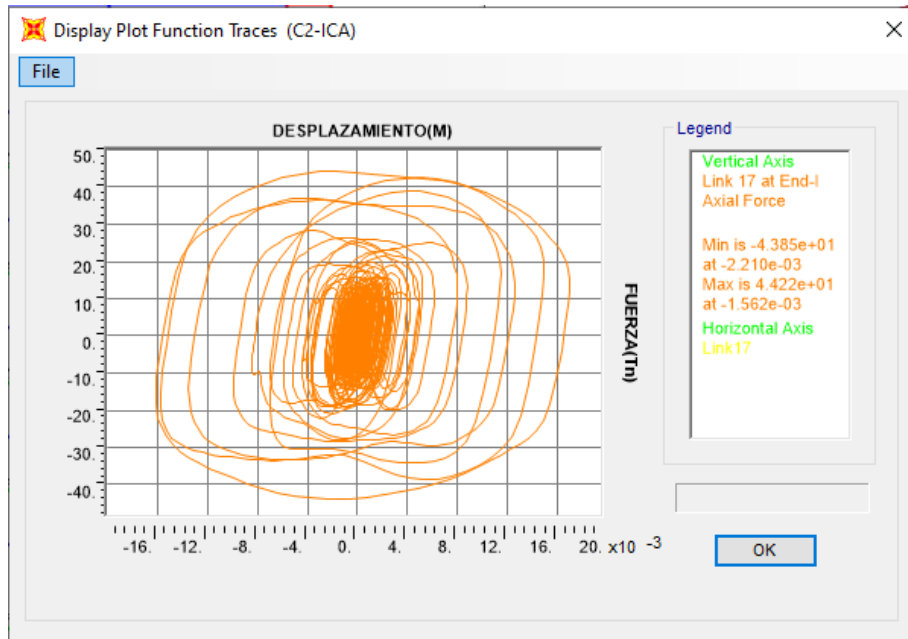 Display Plot Function Traces (C2-ICA)
File
DESPLAZAMIENTO(M)
50.
40.
30.
20.
10.
0.
-10.
-20.
-30.
-40.
FUERZA(Tn)
-16. -12. -8. -4. 0. 4. 8. 12. 16. 20. x10 -3
Legend
Vertical Axis
Link 17 at End-I
Axial Force
Min is -4.385e+01
at -2.210e-03
Max is 4.422e+01
at -1.562e-03
Horizontal Axis
Link17
OK